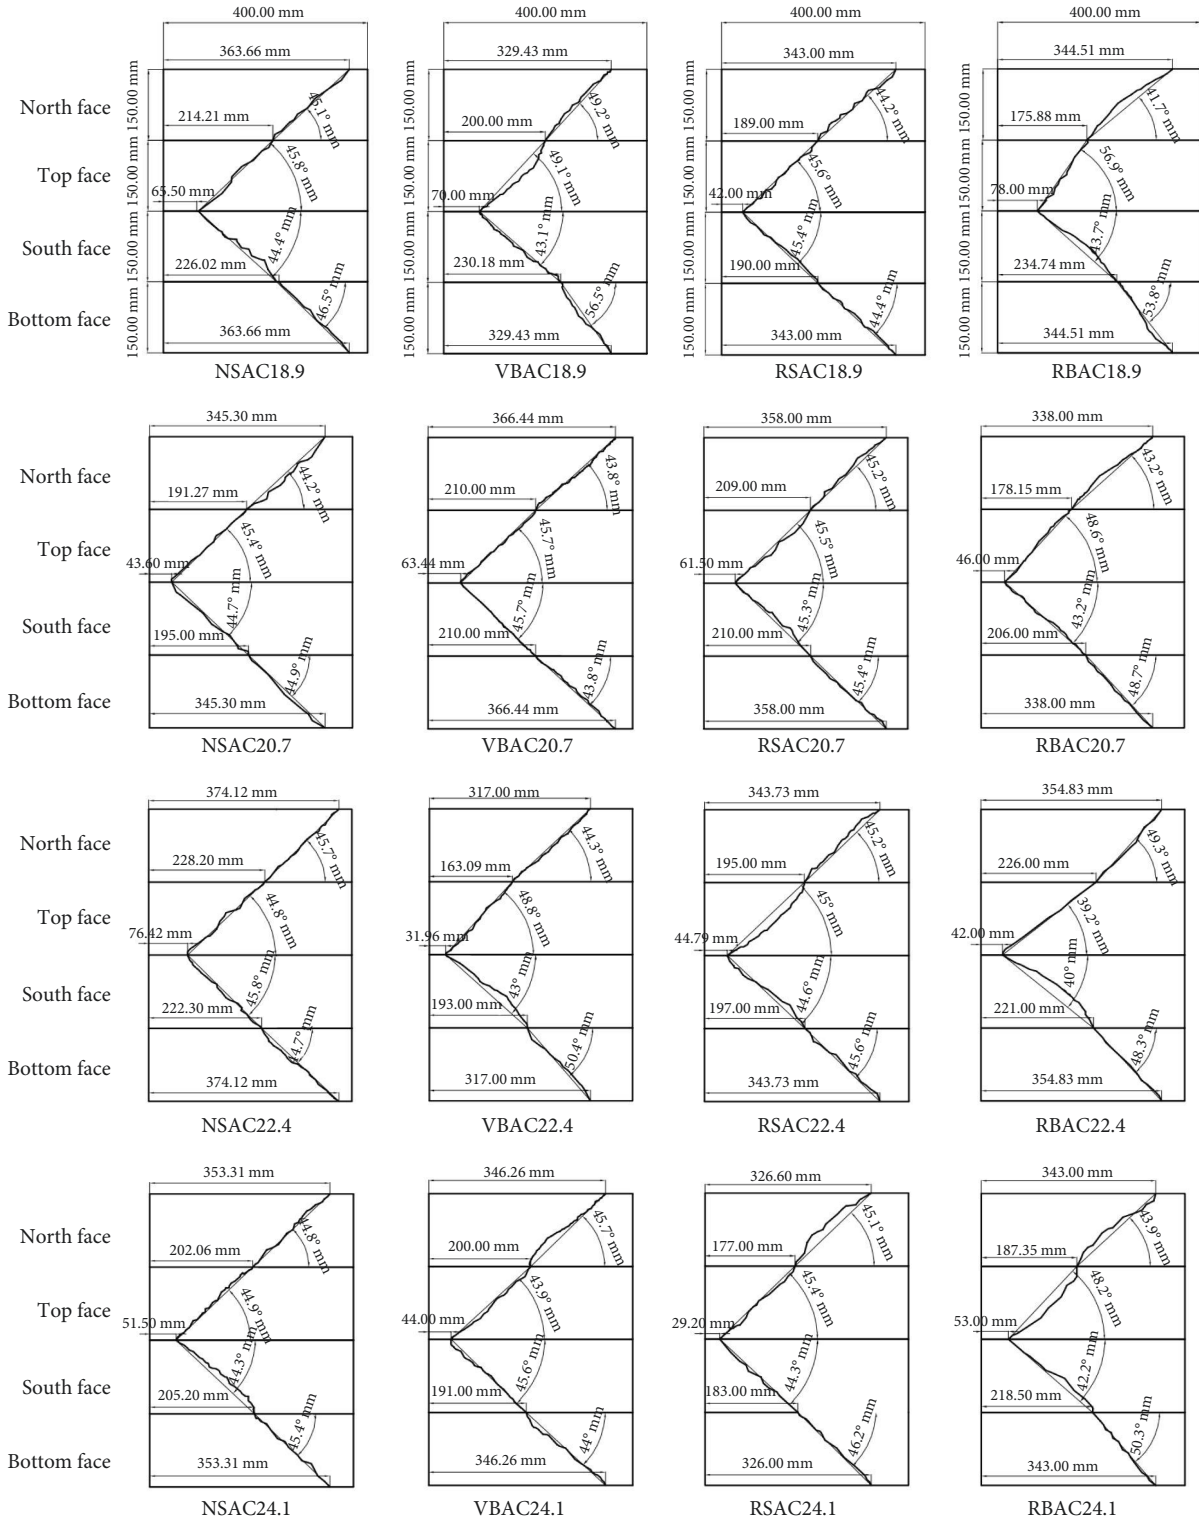 400.00 mm
363.66 mm
North face
Top face
South face
Bottom face
150.00 mm
150.00 mm
150.00 mm
150.00 mm
214.21 mm
65.50 mm
226.02 mm
363.66 mm
45.1° mm
45.8° mm
44.4° mm
46.5° mm
NSAC18.9
400.00 mm
329.43 mm
200.00 mm
70.00 mm
230.18 mm
329.43 mm
49.2° mm
49.1° mm
43.1° mm
56.5° mm
VBAC18.9
400.00 mm
343.00 mm
150.00 mm
150.00 mm
150.00 mm
150.00 mm
189.00 mm
42.00 mm
190.00 mm
343.00 mm
44.2° mm
45.6° mm
45.4° mm
44.4° mm
RSAC18.9
400.00 mm
344.51 mm
150.00 mm
150.00 mm
150.00 mm
150.00 mm
175.88 mm
78.00 mm
234.74 mm
344.51 mm
41.7° mm
56.9° mm
43.7° mm
53.8° mm
RBAC18.9
345.30 mm
North face
Top face
South face
Bottom face
191.27 mm
43.60 mm
195.00 mm
345.30 mm
44.2° mm
45.4° mm
44.7° mm
44.9° mm
NSAC20.7
366.44 mm
210.00 mm
63.44 mm
210.00 mm
366.44 mm
43.8° mm
45.7° mm
45.7° mm
43.8° mm
VBAC20.7
358.00 mm
209.00 mm
61.50 mm
210.00 mm
358.00 mm
45.2° mm
45.5° mm
45.3° mm
45.4° mm
RSAC20.7
338.00 mm
178.15 mm
46.00 mm
206.00 mm
338.00 mm
43.2° mm
48.6° mm
43.2° mm
48.7° mm
RBAC20.7
374.12 mm
North face
Top face
South face
Bottom face
228.20 mm
76.42 mm
222.30 mm
374.12 mm
45.7° mm
44.8° mm
45.8° mm
44.7° mm
NSAC22.4
317.00 mm
163.09 mm
31.96 mm
193.00 mm
317.00 mm
44.3° mm
48.8° mm
43° mm
50.4° mm
VBAC22.4
343.73 mm
195.00 mm
44.79 mm
197.00 mm
343.73 mm
45.2° mm
45° mm
44.6° mm
45.6° mm
RSAC22.4
354.83 mm
226.00 mm
42.00 mm
221.00 mm
354.83 mm
49.3° mm
39.2° mm
40° mm
48.3° mm
RBAC22.4
353.31 mm
North face
Top face
South face
Bottom face
202.06 mm
51.50 mm
205.20 mm
353.31 mm
44.8° mm
44.9° mm
44.3° mm
45.4° mm
NSAC24.1
346.26 mm
200.00 mm
44.00 mm
191.00 mm
346.26 mm
45.7° mm
43.9° mm
45.6° mm
44° mm
VBAC24.1
326.60 mm
177.00 mm
29.20 mm
183.00 mm
326.00 mm
45.1° mm
45.4° mm
44.3° mm
46.2° mm
RSAC24.1
343.00 mm
187.35 mm
53.00 mm
218.50 mm
343.00 mm
43.9° mm
48.2° mm
42.2° mm
50.3° mm
RBAC24.1